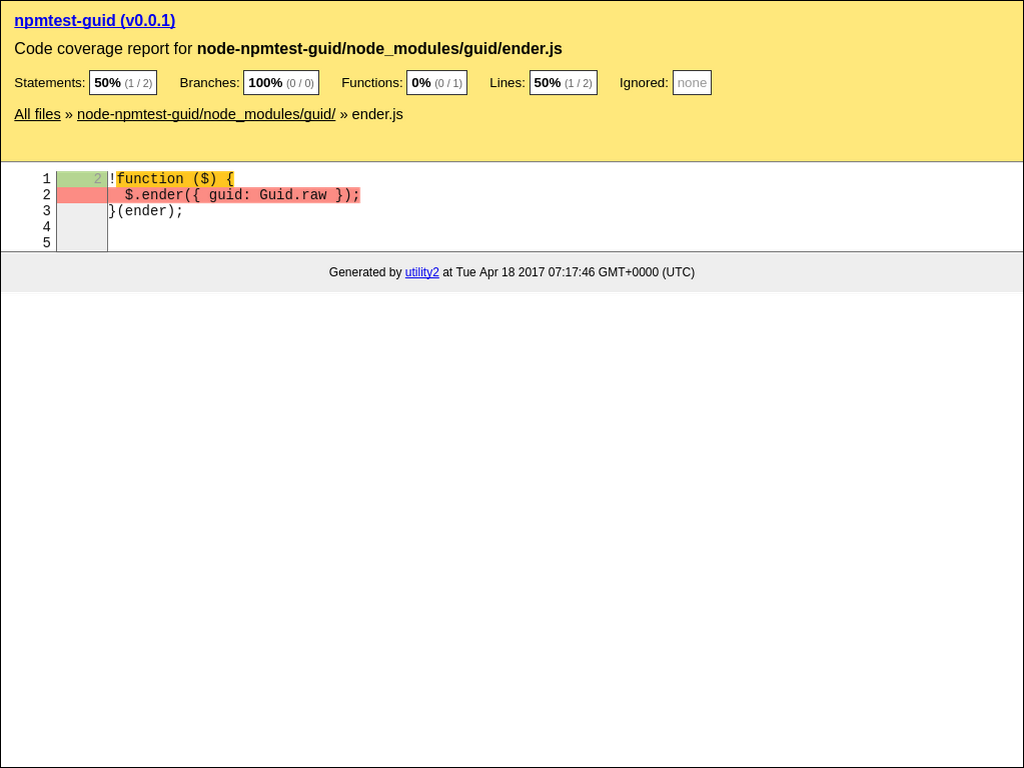 npmtest-guid (v0.0.1)
Code coverage report for node-npmtest-guid/node_modules/guid/ender.js
Statements: 50% (1 / 2) Branches: 100% (0 / 0) Functions: 0% (0 / 1) Lines: 50% (1 / 2) Ignored: none
All files » node-npmtest-guid/node_modules/guid/ » ender.js
1 2 !function ($) {
2 $.ender({ guid: Guid.raw });
3 }(ender);
4
5
Generated by utility2 at Tue Apr 18 2017 07:17:46 GMT+0000 (UTC)